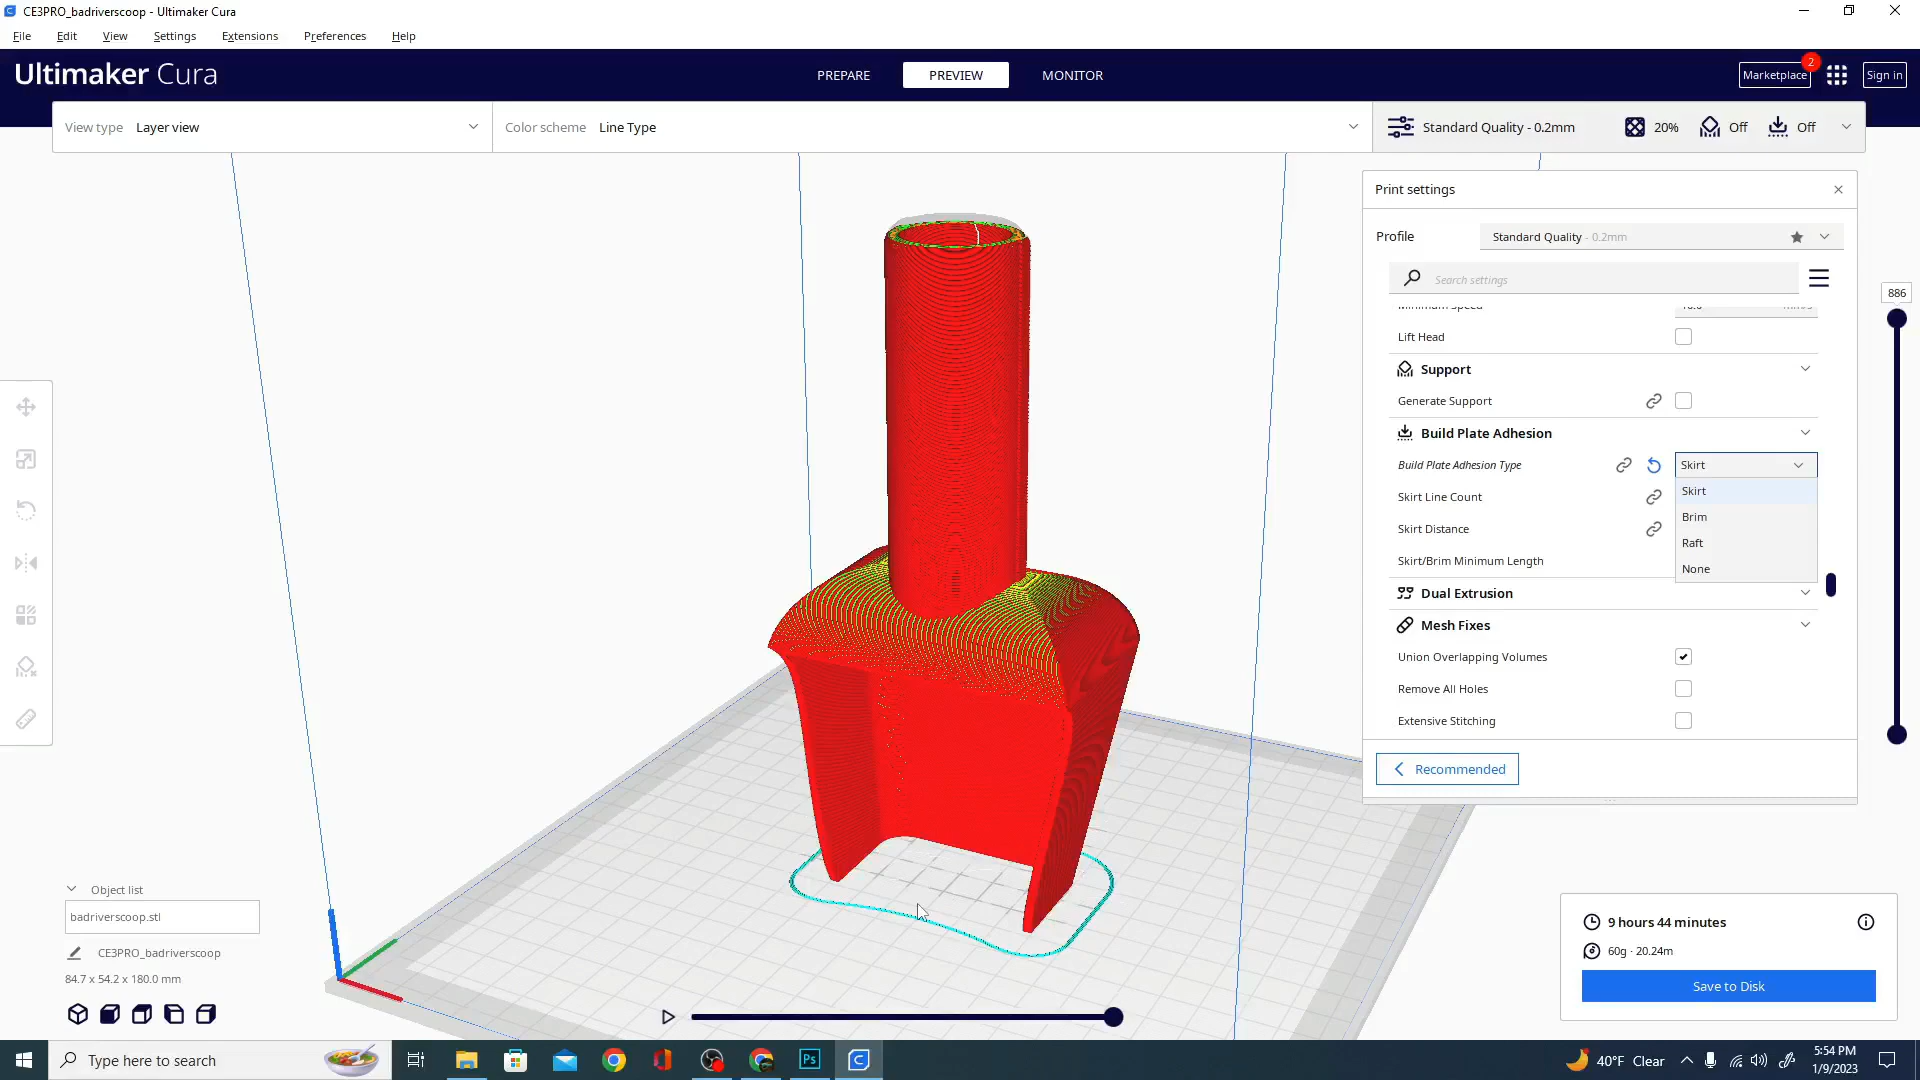 CE3PRO_badriverscoop - Ultimaker Cura
File Edit View Settings Extensions Preferences Help
Ultimaker Cura
PREPARE PREVIEW MONITOR
Marketplace 2 Sign in
View type Layer view Color scheme Line Type Standard Quality - 0.2mm 20% Off Off
Print settings
Profile Standard Quality - 0.2mm
Search settings
886
Lift Head
Support
Generate Support
Build Plate Adhesion
Build Plate Adhesion Type Skirt
Skirt
Skirt Line Count
Brim
Skirt Distance
Raft
Skirt/Brim Minimum Length
None
Dual Extrusion
Mesh Fixes
Union Overlapping Volumes
Remove All Holes
Extensive Stitching
Recommended
Object list
badriverscoop.stl
CE3PRO_badriverscoop
84.7 x 54.2 x 180.0 mm
9 hours 44 minutes
60g · 20.24m
Save to Disk
Type here to search
Ps
40°F Clear
5:54 PM
1/9/2023